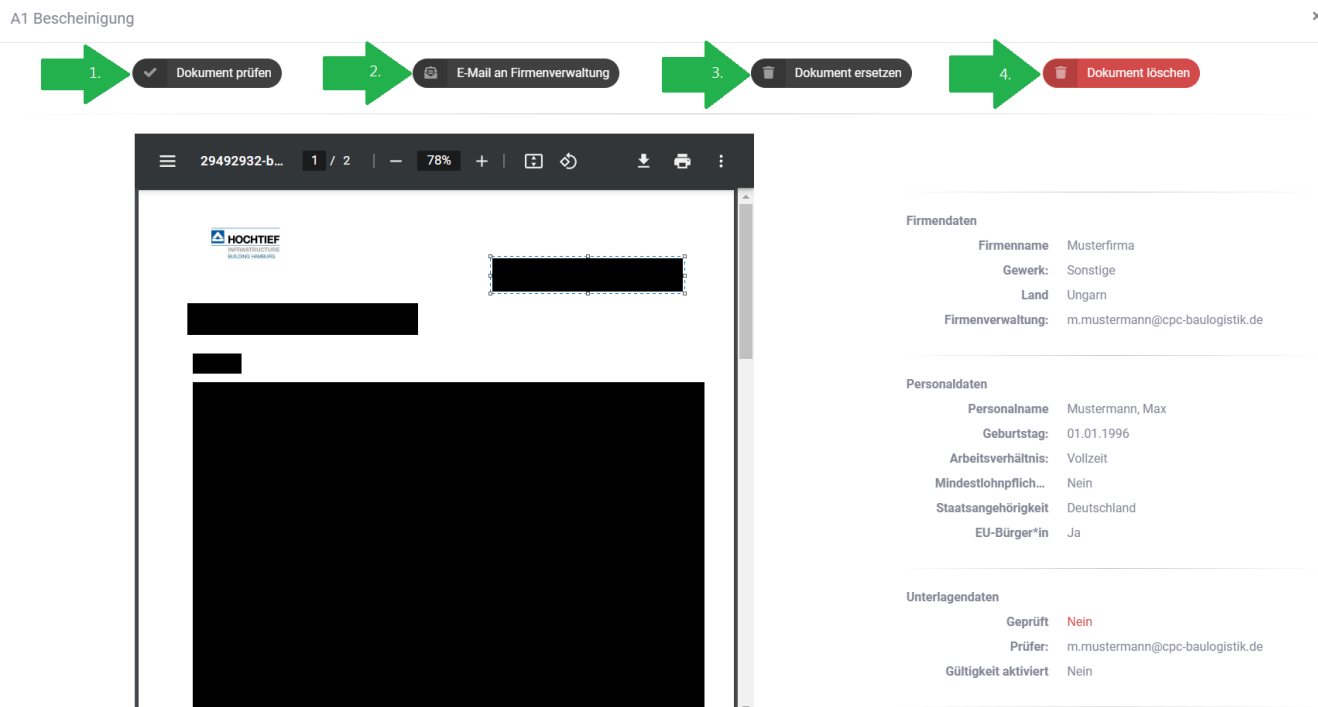 A1 Bescheinigung
1.
Dokument prüfen
2.
E-Mail an Firmenverwaltung
3.
Dokument ersetzen
4.
Dokument löschen
29492932-b...
1 / 2
78%
HOCHTIEF
INFRASTRUCTURE
BUILDING HAMBURG
Firmendaten
Firmenname Musterfirma
Gewerk: Sonstige
Land Ungarn
Firmenverwaltung: m.mustermann@cpc-baulogistik.de
Personaldaten
Personalname Mustermann, Max
Geburtstag: 01.01.1996
Arbeitsverhältnis: Vollzeit
Mindestlohnpflich... Nein
Staatsangehörigkeit Deutschland
EU-Bürger*in Ja
Unterlagendaten
Geprüft Nein
Prüfer: m.mustermann@cpc-baulogistik.de
Gültigkeit aktiviert Nein